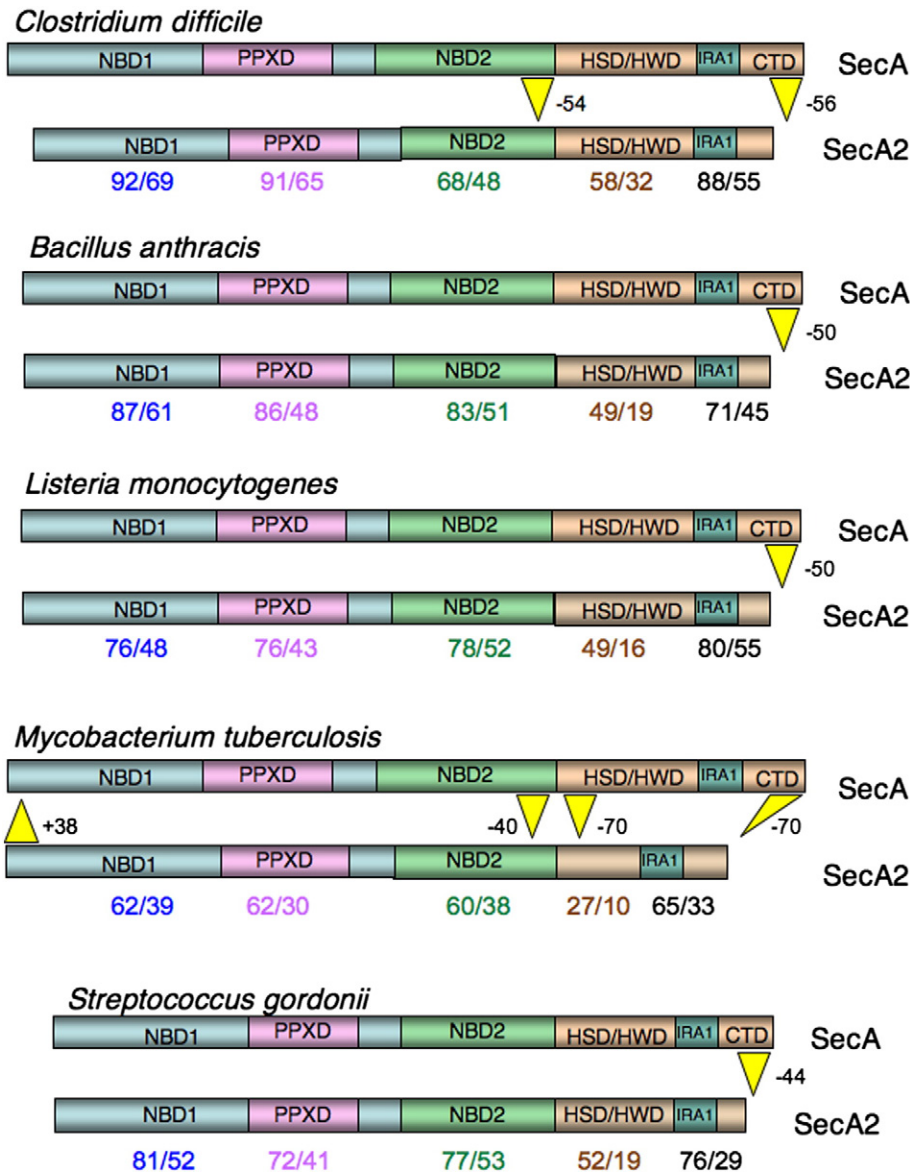 Clostridium difficile
NBD1 PPXD NBD2 HSD/HWD IRA1 CTD SecA
-54 -56
NBD1 PPXD NBD2 HSD/HWD IRA1 SecA2
92/69 91/65 68/48 58/32 88/55
Bacillus anthracis
NBD1 PPXD NBD2 HSD/HWD IRA1 CTD SecA
-50
NBD1 PPXD NBD2 HSD/HWD IRA1 SecA2
87/61 86/48 83/51 49/19 71/45
Listeria monocytogenes
NBD1 PPXD NBD2 HSD/HWD IRA1 CTD SecA
-50
NBD1 PPXD NBD2 HSD/HWD IRA1 SecA2
76/48 76/43 78/52 49/16 80/55
Mycobacterium tuberculosis
NBD1 PPXD NBD2 HSD/HWD IRA1 CTD SecA
+38 -40 -70 -70
NBD1 PPXD NBD2 IRA1 SecA2
62/39 62/30 60/38 27/10 65/33
Streptococcus gordonii
NBD1 PPXD NBD2 HSD/HWD IRA1 CTD SecA
-44
NBD1 PPXD NBD2 HSD/HWD IRA1 SecA2
81/52 72/41 77/53 52/19 76/29